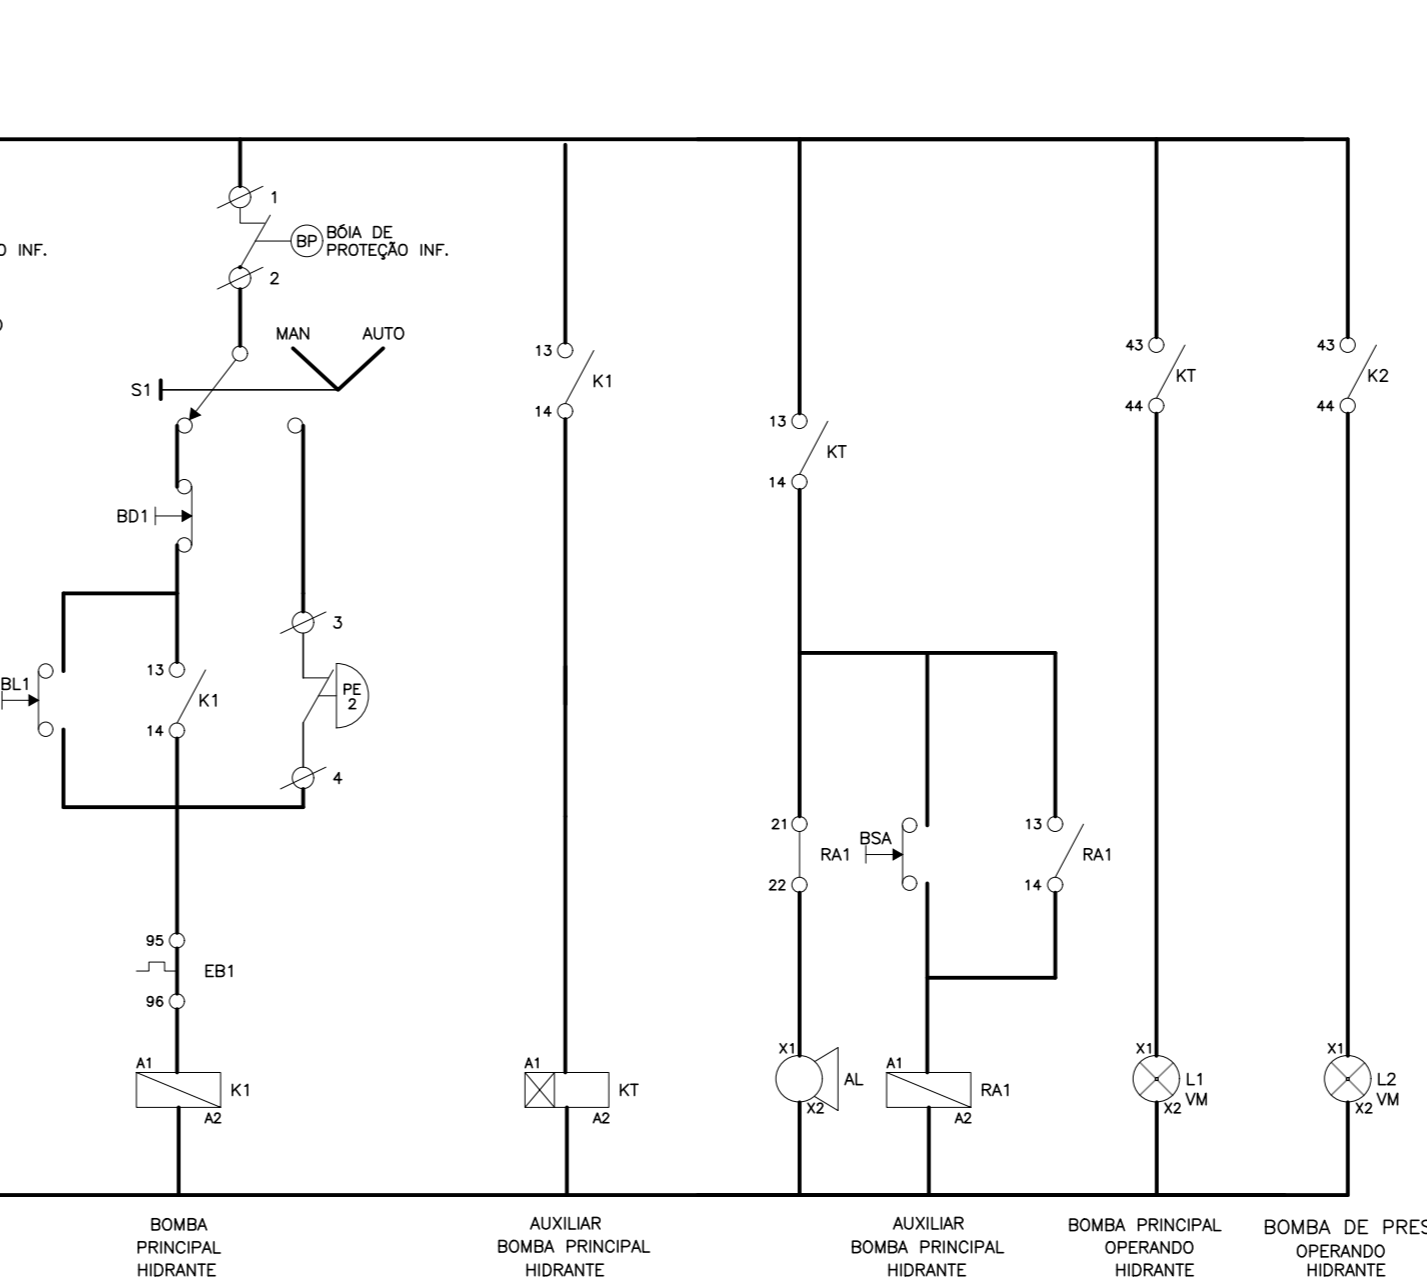 1
BP
BÓIA DE
PROTEÇÃO INF.
O INF.
2
MAN
AUTO
S1
13
K1
14
43
KT
44
43
K2
44
13
KT
14
BD1
3
BL1
13
K1
14
PE
2
4
21
RA1
22
BSA
13
RA1
14
95
EB1
96
A1
K1
A2
A1
KT
A2
X1
AL
X2
A1
RA1
A2
X1
L1
VM
X2
X1
L2
VM
X2
BOMBA
PRINCIPAL
HIDRANTE
AUXILIAR
BOMBA PRINCIPAL
HIDRANTE
AUXILIAR
BOMBA PRINCIPAL
HIDRANTE
BOMBA PRINCIPAL
OPERANDO
HIDRANTE
BOMBA DE PRES
OPERANDO
HIDRANTE